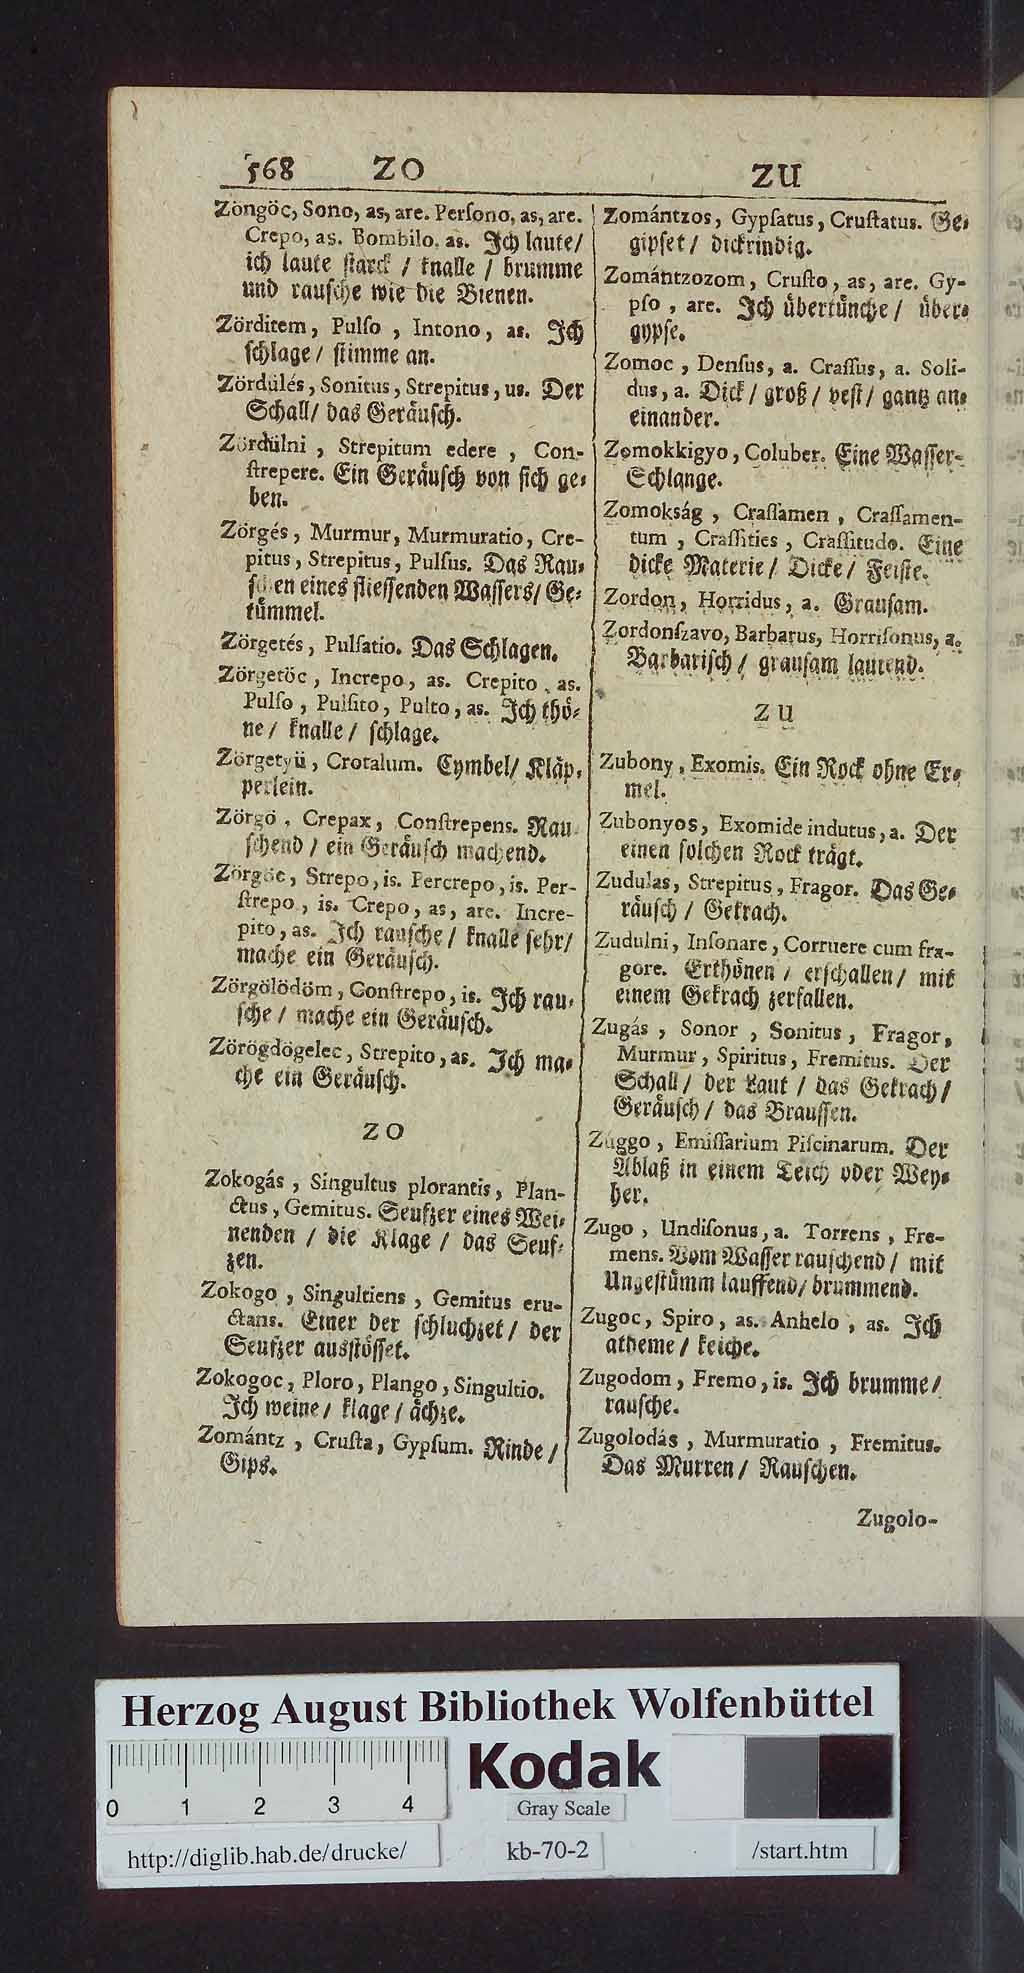 568 ZO ZU
Zöngöc, Sono, as, are. Perſono, as, are.
Crepo, as. Bombilo, as. Ich laute/
ich laute ſtarck / knalle / brumme
und rauſche wie die Bienen.
Zörditem, Pulſo , Intono, as. Ich
ſchlage / ſtimme an.
Zördülés, Sonitus, Strepitus, us. Der
Schall/ das Geräuſch.
Zördülni , Strepitum edere , Con-
ſtrepere. Ein Geräuſch von ſich ge-
ben.
Zörgés, Murmur, Murmuratio, Cre-
pitus, Strepitus, Pulſus. Das Rau-
ſchen eines flieſſenden Waſſers/ Ge-
tümmel.
Zörgetés, Pulſatio. Das Schlagen.
Zörgetöc , Increpo, as. Crepito , as.
Pulſo , Pulſito, Pulto, as. Ich thö-
ne/ knalle/ ſchlage.
Zörgetyü, Crotalum. Cymbel/ Kläp-
perlein.
Zörgö , Crepax, Conſtrepens. Rau-
ſchend / ein Geräuſch machend.
Zörgöc, Strepo, is. Percrepo, is. Per-
ſtrepo , is. Crepo, as, are. Incre-
pito, as. Ich rauſche/ knalle ſehr/
mache ein Geräuſch.
Zörgölödöm, Conſtrepo, is. Ich rau-
ſche/ mache ein Geräuſch.
Zörögdögelec, Strepito, as. Ich ma-
che ein Geräuſch.
ZO
Zokogás , Singultus plorantis, Plan-
ctus, Gemitus. Seufzer eines Wei-
nenden / die Klage / das Seuf-
zen.
Zokogo , Singultiens , Gemitus eru-
ctans. Einer der ſchluchzet/ der
Seufzer ausſtöſſet.
Zokogoc, Ploro, Plango, Singultio.
Ich weine/ klage/ ächze.
Zomántz , Cruſta, Gypſum. Rinde/
Gips.
Zomántzos, Gypſatus, Cruſtatus. Ge-
gipſet/ dickrindig.
Zomántzozom, Cruſto, as, are. Gy-
pſo , are. Ich übertünche/ über-
gypſe.
Zomoc , Denſus, a. Craſſus, a. Soli-
dus, a. Dick/ groß/ veſt/ gantz an-
einander.
Zomokkigyo, Coluber. Eine Waſſer-
Schlange.
Zomokság , Craſſamen , Craſſamen-
tum , Craſſities , Craſſitudo. Eine
dicke Materie/ Dicke/ Feiſte.
Zordon, Horridus, a. Grauſam.
Zordonſzavo, Barbarus, Horriſonus, a.
Barbariſch/ grauſam lautend.
ZU
Zubony, Exomis. Ein Rock ohne Er-
mel.
Zubonyos, Exomide indutus, a. Der
einen ſolchen Rock trägt.
Zudulas, Strepitus, Fragor. Das Ge-
räuſch / Gekrach.
Zudulni, Inſonare, Corruere cum fra-
gore. Erthönen / erſchallen/ mit
einem Gekrach zerfallen.
Zugás , Sonor , Sonitus, Fragor,
Murmur, Spiritus, Fremitus. Der
Schall/ der Laut / das Gekrach/
Geräuſch/ das Brauſſen.
Zuggo, Emiſſarium Piſcinarum. Der
Ablaß in einem Teich oder Wey-
her.
Zugo , Undiſonus, a. Torrens, Fre-
mens. Vom Waſſer rauſchend/ mit
Ungeſtümm lauffend/ brummend.
Zugoc, Spiro, as. Anhelo , as. Ich
atheme/ keiche.
Zugodom, Fremo, is. Ich brumme/
rauſche.
Zugolodás , Murmuratio , Fremitus.
Das Murren/ Rauſchen.
Zugolo-
Herzog August Bibliothek Wolfenbüttel
0 1 2 3 4
Kodak
Gray Scale
http://diglib.hab.de/drucke/ kb-70-2 /start.htm